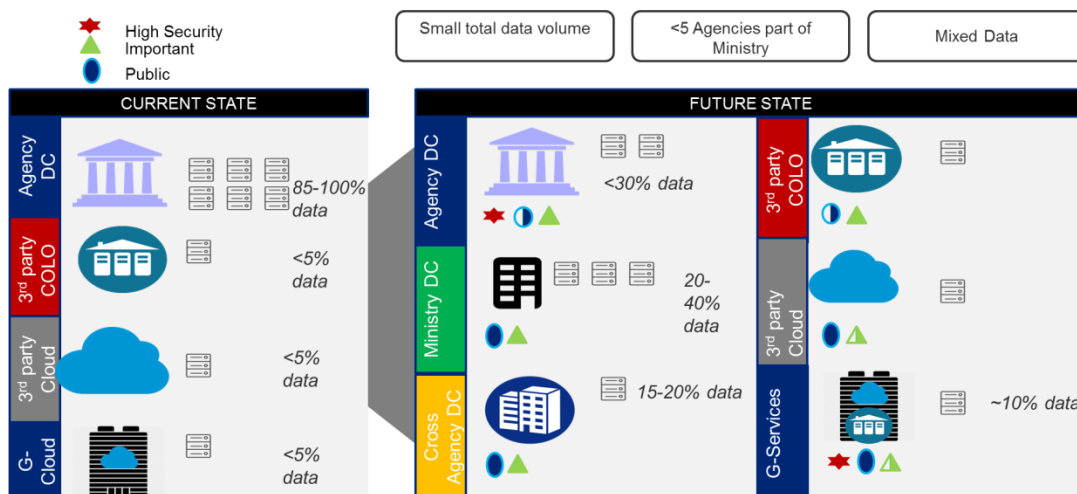 High Security
Important
Public
Small total data volume
<5 Agencies part of
Ministry
Mixed Data
CURRENT STATE
Agency
DC
85-100%
data
3rd party
COLO
<5%
data
3rd party
Cloud
<5%
data
G-
Cloud
<5%
data
FUTURE STATE
Agency DC
<30% data
Ministry DC
20-
40%
data
Cross
Agency DC
15-20% data
3rd party
COLO
3rd party
Cloud
G-Services
~10% data